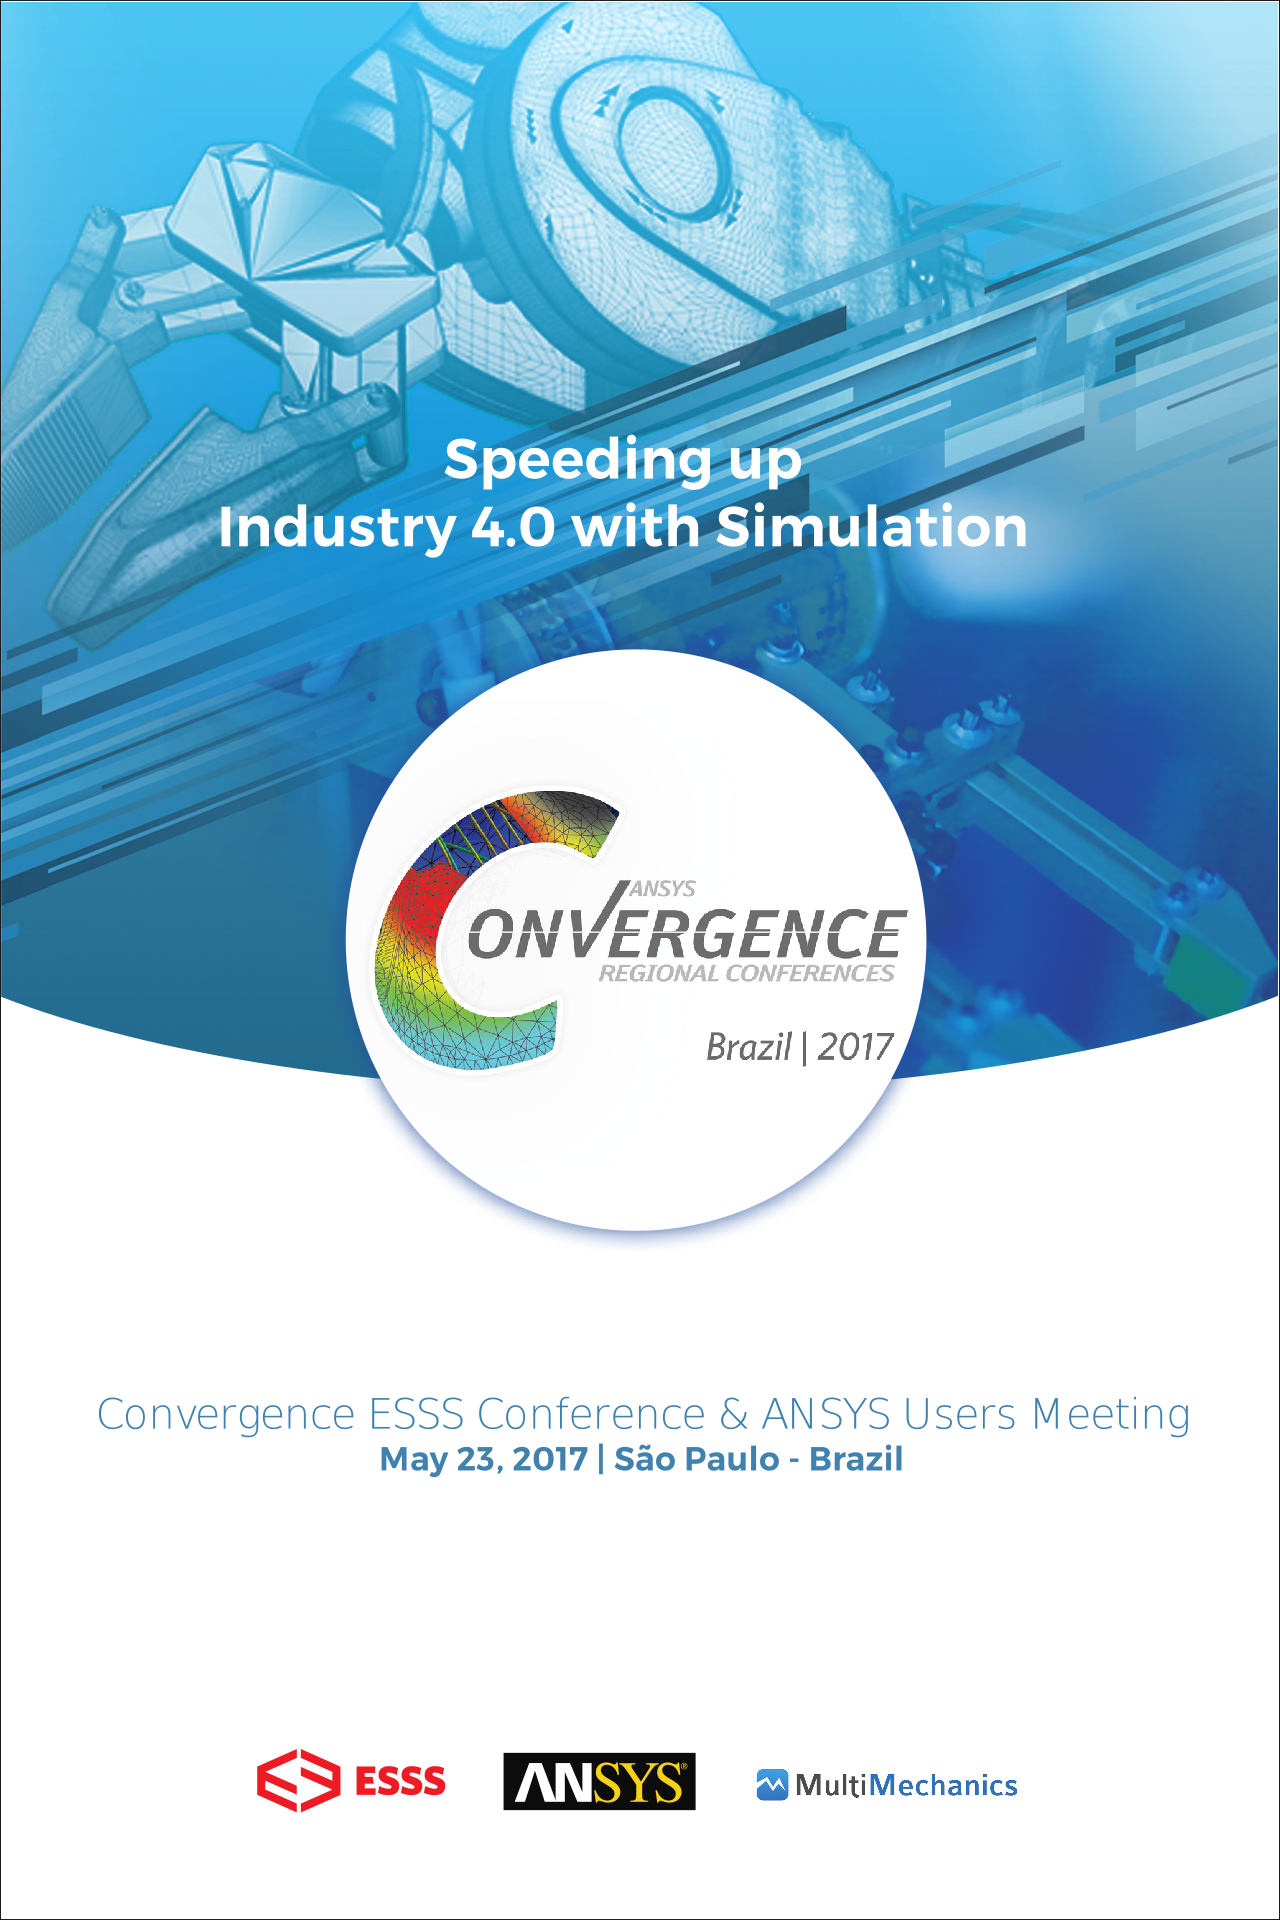 Speeding up
Industry 4.0 with Simulation
ANSYS
CONVERGENCE
REGIONAL CONFERENCES
Brazil | 2017
Convergence ESSS Conference & ANSYS Users Meeting
May 23, 2017 | São Paulo - Brazil
ESSS
ANSYS®
MultiMechanics